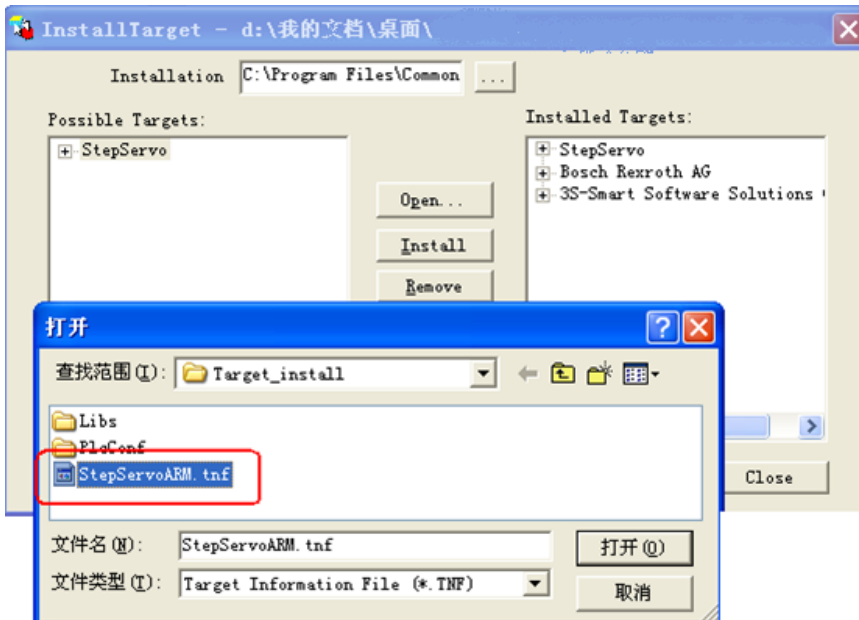 InstallTarget - d:\我的文档\桌面\
Installation C:\Program Files\Common ...
Possible Targets:
Installed Targets:
StepServo
StepServo
Bosch Rexroth AG
3S-Smart Software Solutions
Open...
Install
Remove
Close
打开
查找范围(I): Target_install
Libs
PlcConf
StepServoARM.tnf
文件名(N): StepServoARM.tnf
打开(O)
文件类型(T): Target Information File (*.TNF)
取消